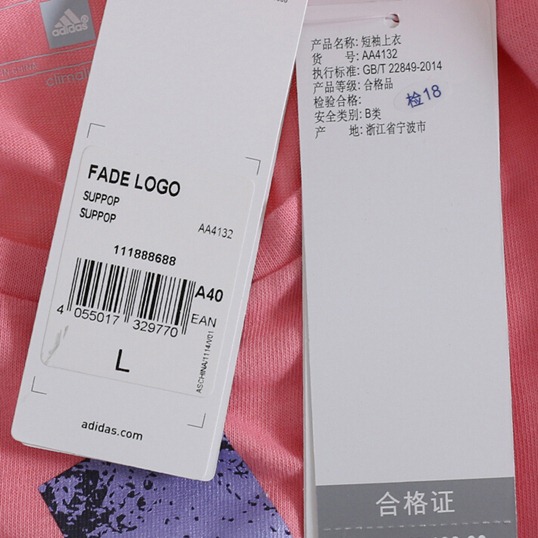 adidas
FADE LOGO
SUPPOP
SUPPOP
AA4132
111888688
A40
4 055017 329770 EAN
L
ASCHINA/1114/V01
adidas.com
产品名称: 短袖上衣
货 号: AA4132
执行标准: GB/T 22849-2014
产品等级: 合格品
检验合格: 检18
安全类别: B类
产 地: 浙江省宁波市
合格证